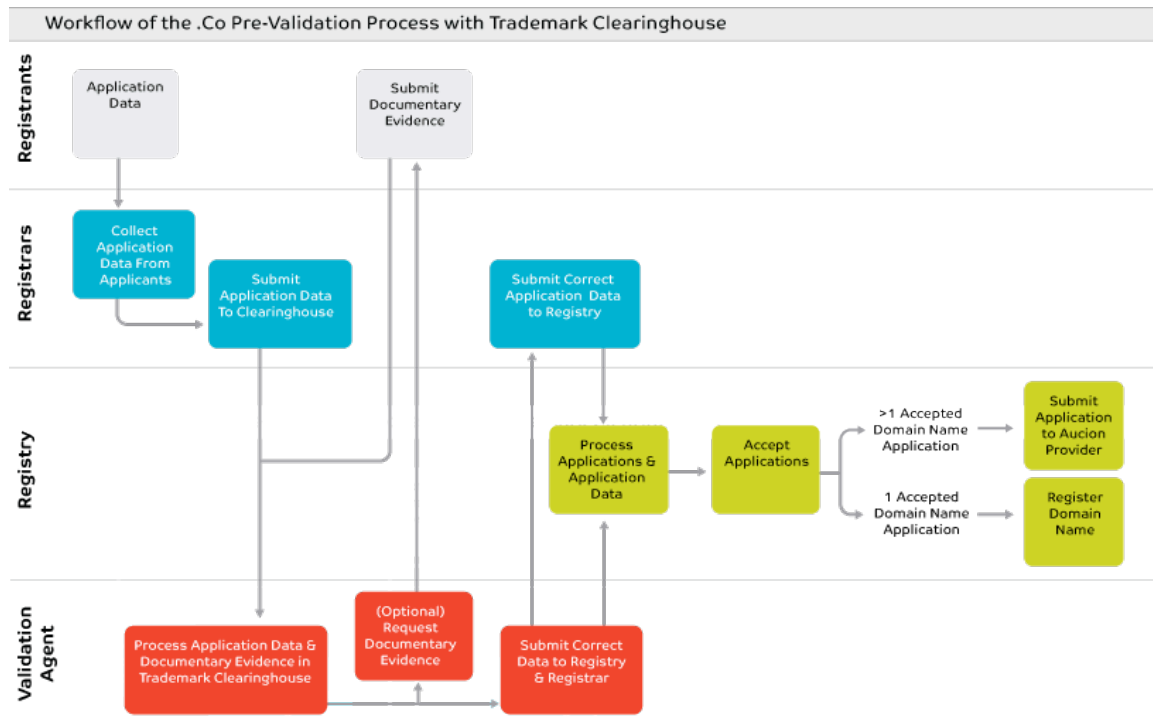 Workflow of the .Co Pre-Validation Process with Trademark Clearinghouse
Registrants
Application
Data
Submit
Documentary
Evidence
Registrars
Collect
Application
Data From
Applicants
Submit
Application Data
To Clearinghouse
Submit Correct
Application Data
to Registry
Registry
Process
Applications &
Application
Data
Accept
Applications
>1 Accepted
Domain Name
Application
Submit
Application
to Aucion
Provider
1 Accepted
Domain Name
Application
Register
Domain
Name
Validation
Agent
Process Application Data &
Documentary Evidence in
Trademark Clearinghouse
(Optional)
Request
Documentary
Evidence
Submit Correct
Data to Registry
& Registrar